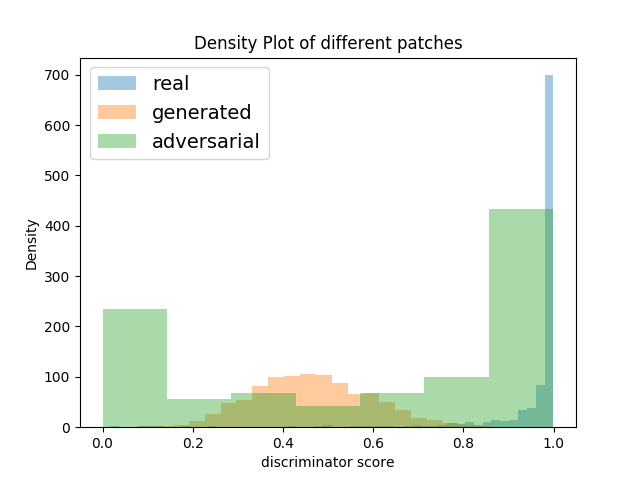 Density Plot of different patches
real
generated
adversarial
Density
700
600
500
400
300
200
100
0
0.0 0.2 0.4 0.6 0.8 1.0
discriminator score